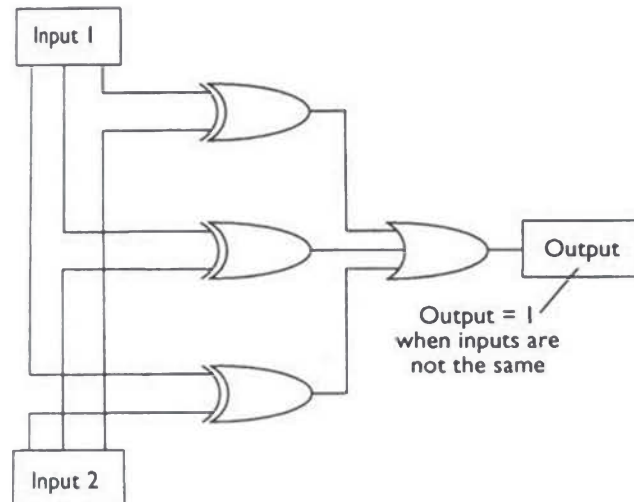 Input 1
Output
Output = 1
when inputs are
not the same
Input 2